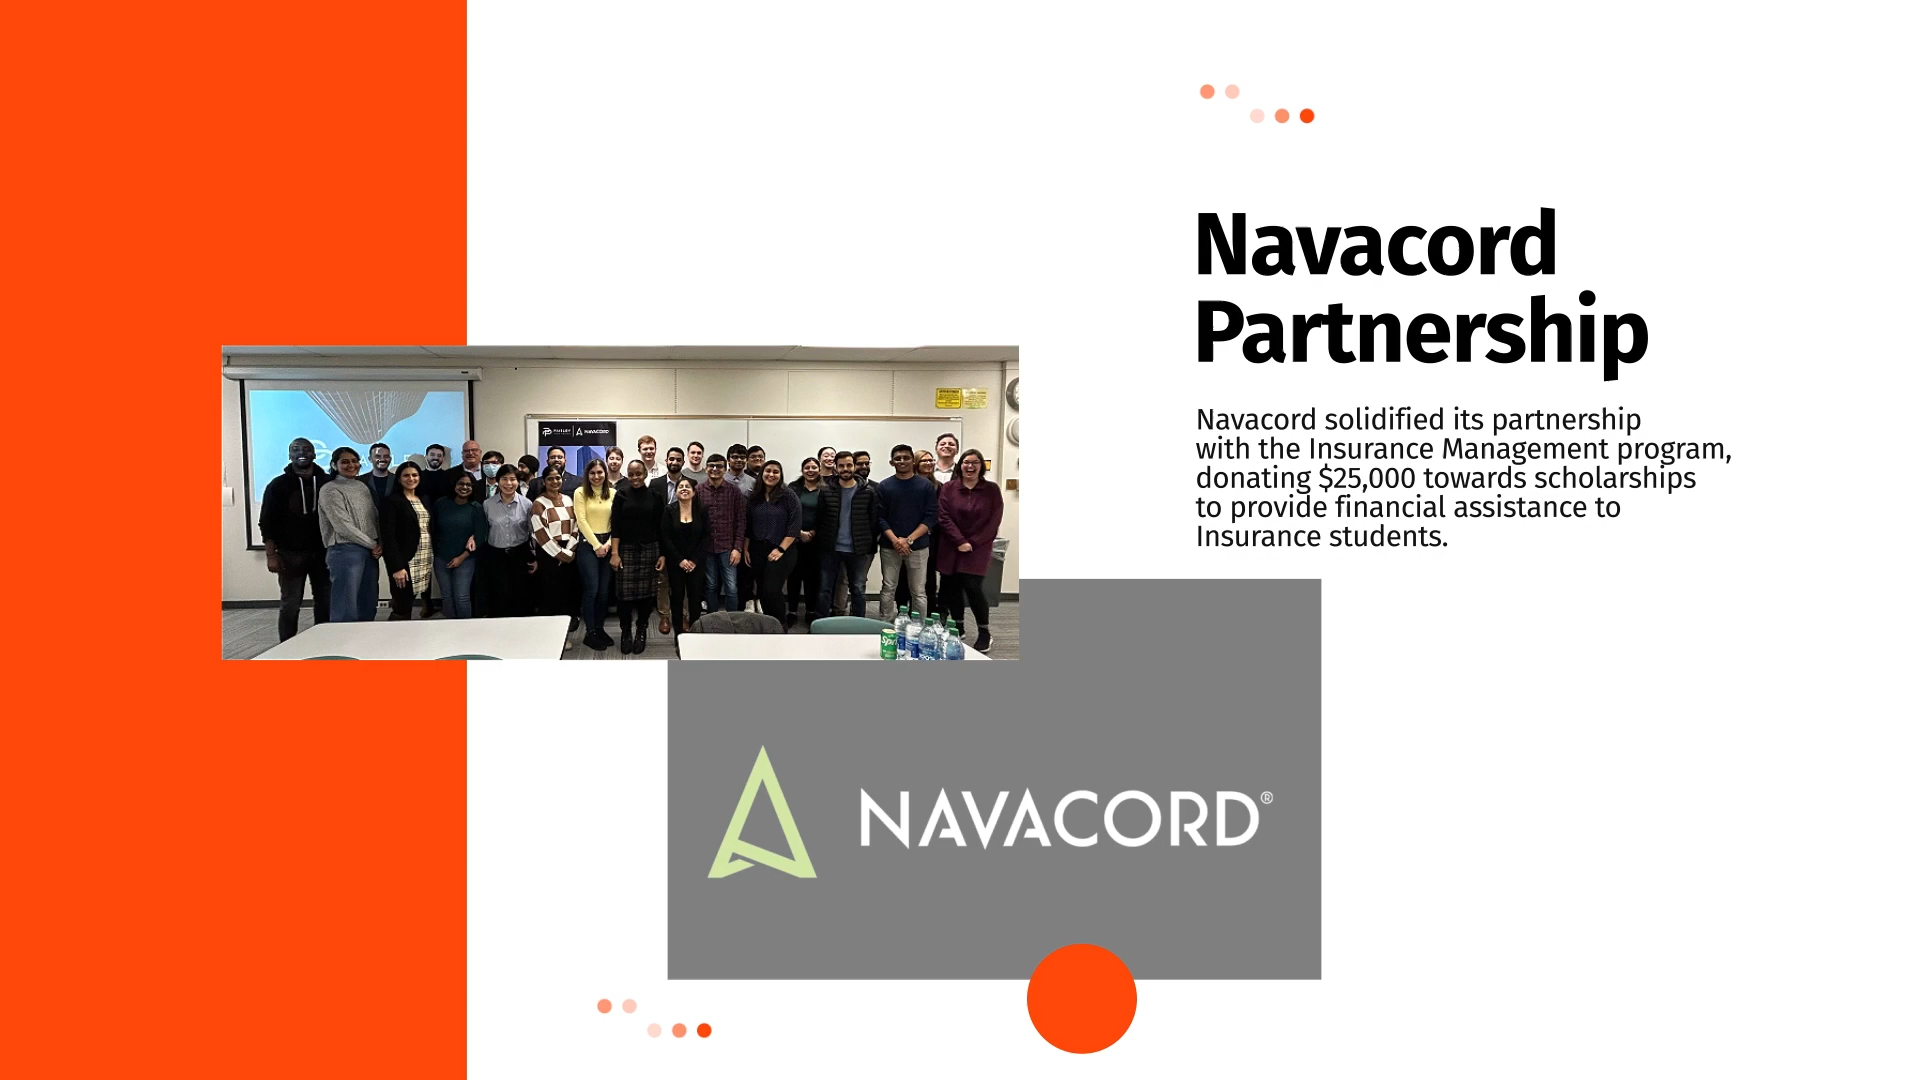 Navacord
Partnership
Navacord solidified its partnership
with the Insurance Management program,
donating $25,000 towards scholarships
to provide financial assistance to
Insurance students.
NAVACORD
NAVACORD®